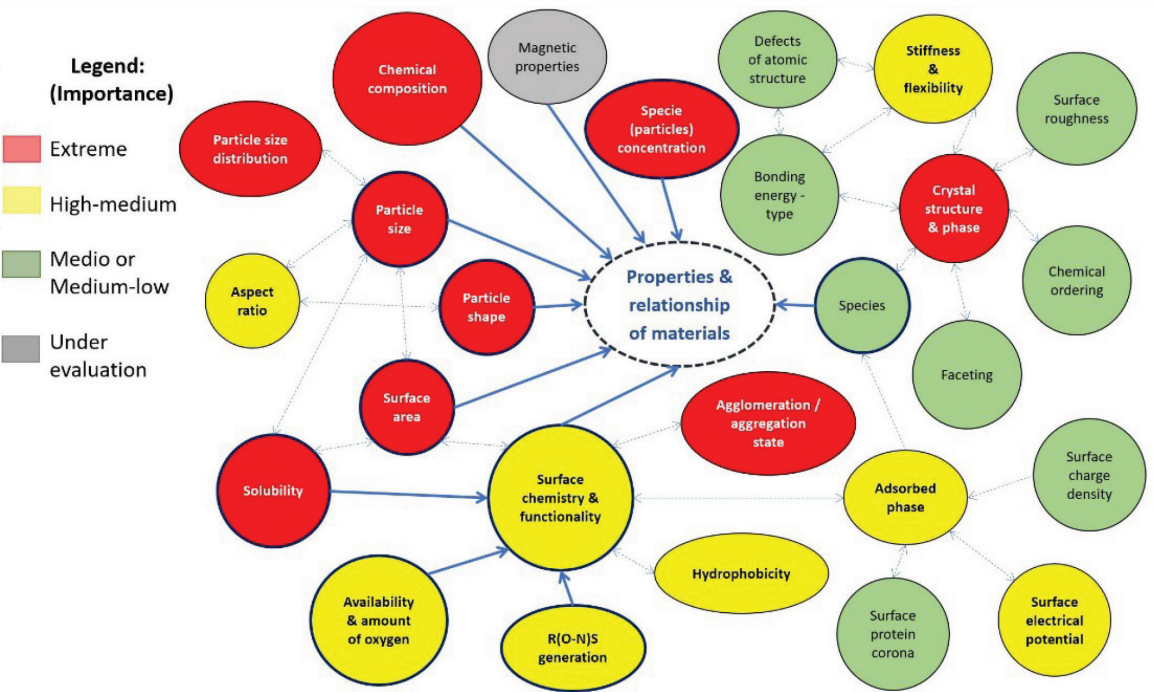 Legend:
(Importance)
Extreme
High-medium
Medio or
Medium-low
Under
evaluation
Chemical
composition
Magnetic
properties
Specie
(particles)
concentration
Defects
of atomic
structure
Stiffness
&
flexibility
Surface
roughness
Particle size
distribution
Particle
size
Bonding
energy -
type
Crystal
structure
& phase
Aspect
ratio
Particle
shape
Properties &
relationship
of materials
Species
Chemical
ordering
Faceting
Surface
area
Agglomeration /
aggregation
state
Solubility
Surface
chemistry &
functionality
Adsorbed
phase
Surface
charge
density
Hydrophobicity
Availability
& amount
of oxygen
R(O-N)S
generation
Surface
protein
corona
Surface
electrical
potential